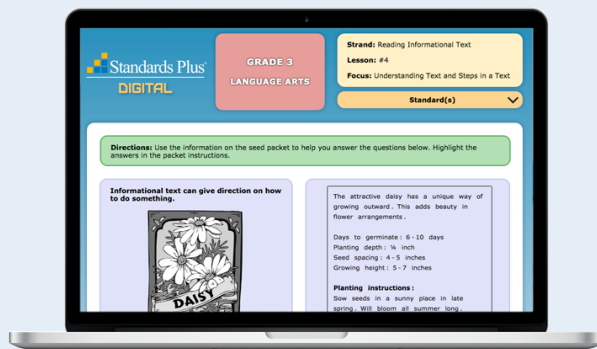 Standards Plus®
DIGITAL
GRADE 3
LANGUAGE ARTS
Strand: Reading Informational Text
Lesson: #4
Focus: Understanding Text and Steps in a Text
Standard(s)
Directions: Use the information on the seed packet to help you answer the questions below. Highlight the
answers in the packet instructions.
Informational text can give direction on how
to do something.
DAISY
The attractive daisy has a unique way of
growing outward. This adds beauty in
flower arrangements.
Days to germinate: 6-10 days
Planting depth: ¼ inch
Seed spacing: 4-5 inches
Growing height: 5-7 inches
Planting instructions:
Sow seeds in a sunny place in late
spring. Will bloom all summer long.